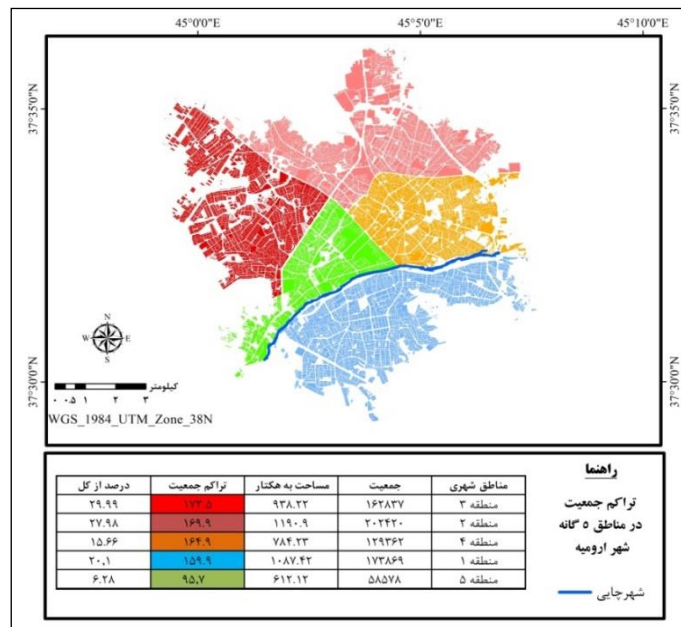 45°0'0"E 45°5'0"E 45°10'0"E
37°35'0"N
37°35'0"N
37°30'0"N
37°30'0"N
N
W E
S
کیلومتر
۰ ۰.۵ ۱ ۲ ۳
WGS_1984_UTM_Zone_38N
راهنما
تراکم جمعیت
در مناطق ۵ گانه
شهر ارومیه
شهرچایی
مناطق شهری جمعیت مساحت به هکتار تراکم جمعیت درصد از کل
منطقه ۳ ۱۶۲۸۳۷ ۹۳۸.۲۲ ۱۷۳.۵ ۲۹.۹۹
منطقه ۲ ۲۰۲۴۲۰ ۱۱۹۰.۹ ۱۶۹.۹ ۲۷.۹۸
منطقه ۴ ۱۲۹۳۶۲ ۷۸۴.۲۳ ۱۶۴.۹ ۱۵.۶۶
منطقه ۱ ۱۷۳۸۶۹ ۱۰۸۷.۴۲ ۱۵۹.۹ ۲۰.۱
منطقه ۵ ۵۸۵۷۸ ۶۱۲.۱۲ ۹۵.۷ ۶.۲۸